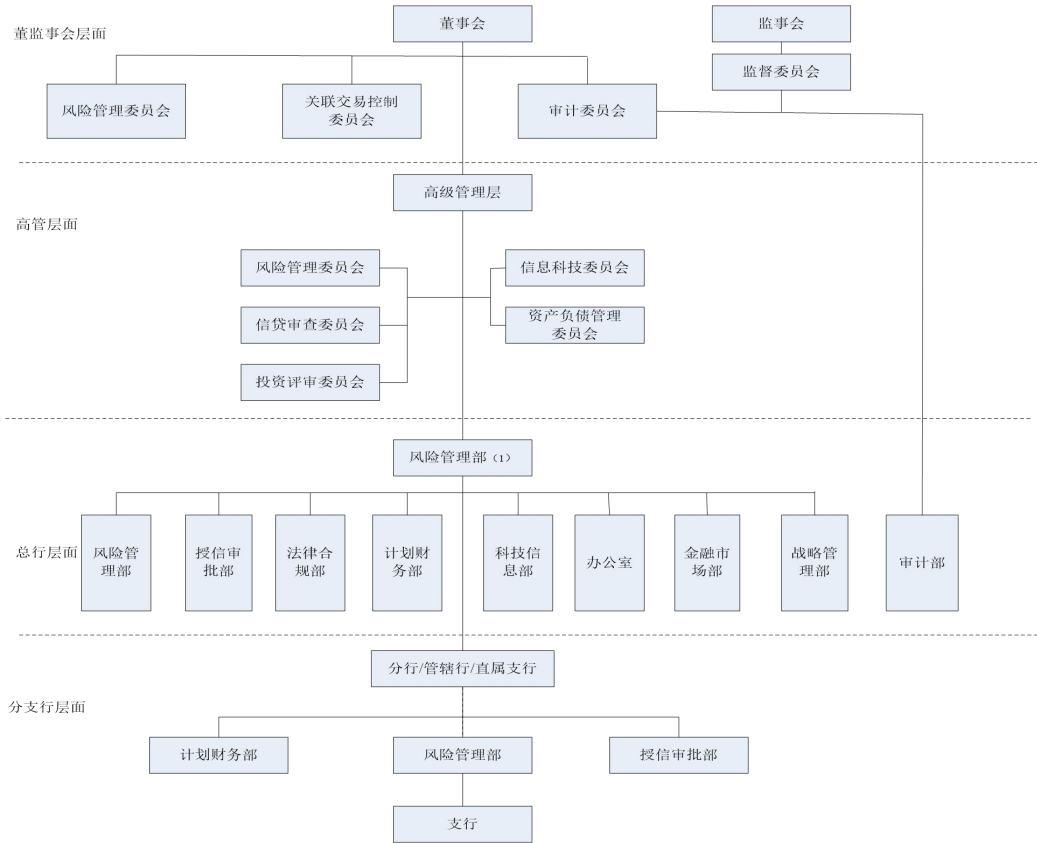 董事会
监事会
董监事会层面
监督委员会
风险管理委员会
关联交易控制
委员会
审计委员会
高级管理层
高管层面
风险管理委员会
信息科技委员会
信贷审查委员会
资产负债管理
委员会
投资评审委员会
风险管理部（1）
总行层面
风险管
理部
授信审
批部
法律合
规部
计划财
务部
科技信
息部
办公室
金融市
场部
战略管
理部
审计部
分行/管辖行/直属支行
分支行层面
计划财务部
风险管理部
授信审批部
支行